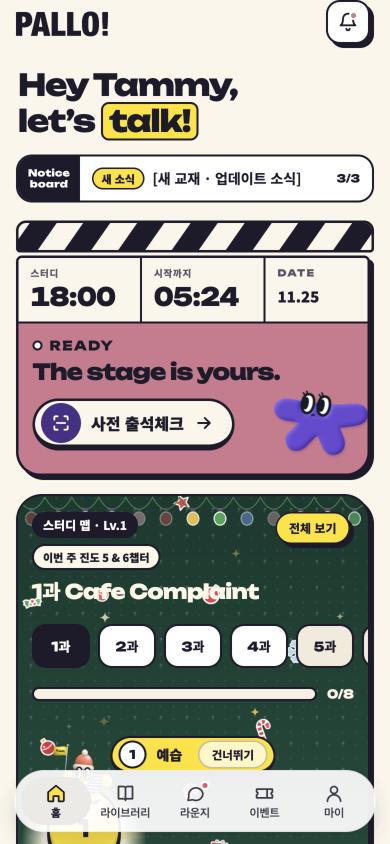 PALLO!
Hey Tammy,
let's talk!
Notice board
새 소식
[새 교재 · 업데이트 소식]
3/3
스터디
18:00
시작까지
05:24
DATE
11.25
READY
The stage is yours.
사전 출석체크 →
스터디 맵 · Lv.1
전체 보기
이번 주 진도 5 & 6챕터
1과 Cafe Complaint
1과
2과
3과
4과
5과
0/8
1 예습 건너뛰기
홈
라이브러리
라운지
이벤트
마이